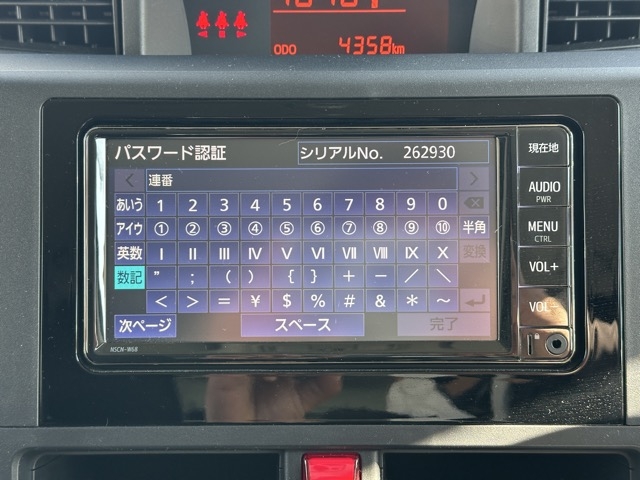 ODO 4358km
パスワード認証 シリアルNo. 262930
< 連番 >
あいう 1 2 3 4 5 6 7 8 9 0
アイウ ① ② ③ ④ ⑤ ⑥ ⑦ ⑧ ⑨ ⑩ 半角
英数 Ⅰ Ⅱ Ⅲ Ⅳ Ⅴ Ⅵ Ⅶ Ⅷ Ⅸ Ⅹ 変換
数記 " ; ( ) { } + − / \
< > = ¥ $ % # & * ~
次ページ スペース 完了
NSCN-W68
現在地
AUDIO
PWR
MENU
CTRL
VOL+
VOL−